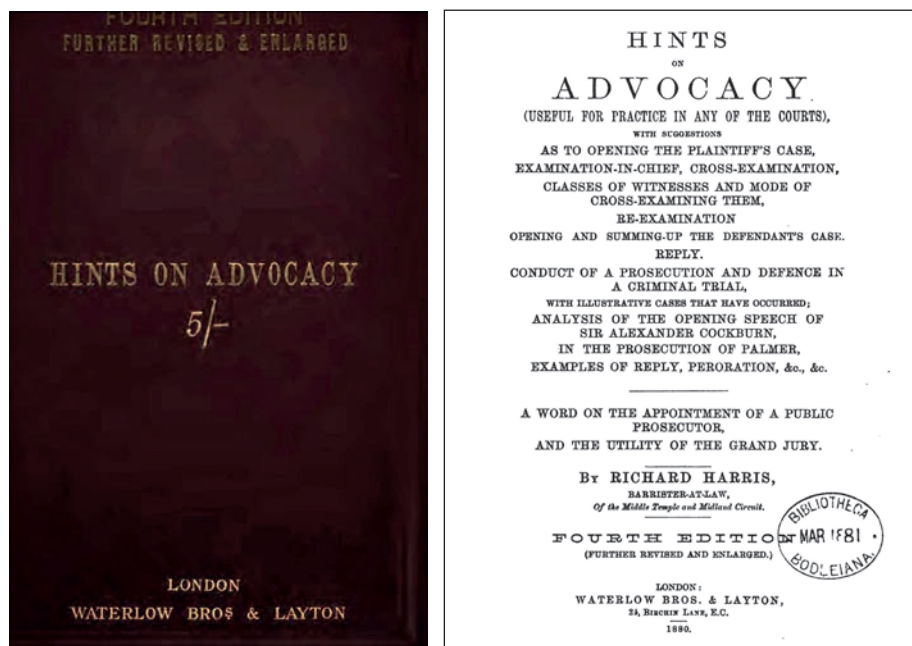 FOURTH EDITION
FURTHER REVISED & ENLARGED
HINTS ON ADVOCACY
5/-
LONDON
WATERLOW BROS & LAYTON
HINTS
ON
ADVOCACY
(USEFUL FOR PRACTICE IN ANY OF THE COURTS),
WITH SUGGESTIONS
AS TO OPENING THE PLAINTIFF'S CASE,
EXAMINATION-IN-CHIEF, CROSS-EXAMINATION,
CLASSES OF WITNESSES AND MODE OF
CROSS-EXAMINING THEM,
RE-EXAMINATION
OPENING AND SUMMING-UP THE DEFENDANT'S CASE.
REPLY.
CONDUCT OF A PROSECUTION AND DEFENCE IN
A CRIMINAL TRIAL,
WITH ILLUSTRATIVE CASES THAT HAVE OCCURRED;
ANALYSIS OF THE OPENING SPEECH OF
SIR ALEXANDER COCKBURN,
IN THE PROSECUTION OF PALMER,
EXAMPLES OF REPLY, PERORATION, &c., &c.
A WORD ON THE APPOINTMENT OF A PUBLIC
PROSECUTOR,
AND THE UTILITY OF THE GRAND JURY.
BY RICHARD HARRIS,
BARRISTER-AT-LAW,
Of the Middle Temple and Midland Circuit.
FOURTH EDITION
(FURTHER REVISED AND ENLARGED.)
BIBLIOTHECA
MAR 1881
BODLEIANA.
LONDON:
WATERLOW BROS. & LAYTON,
24, BIRCHIN LANE, E.C.
1880.